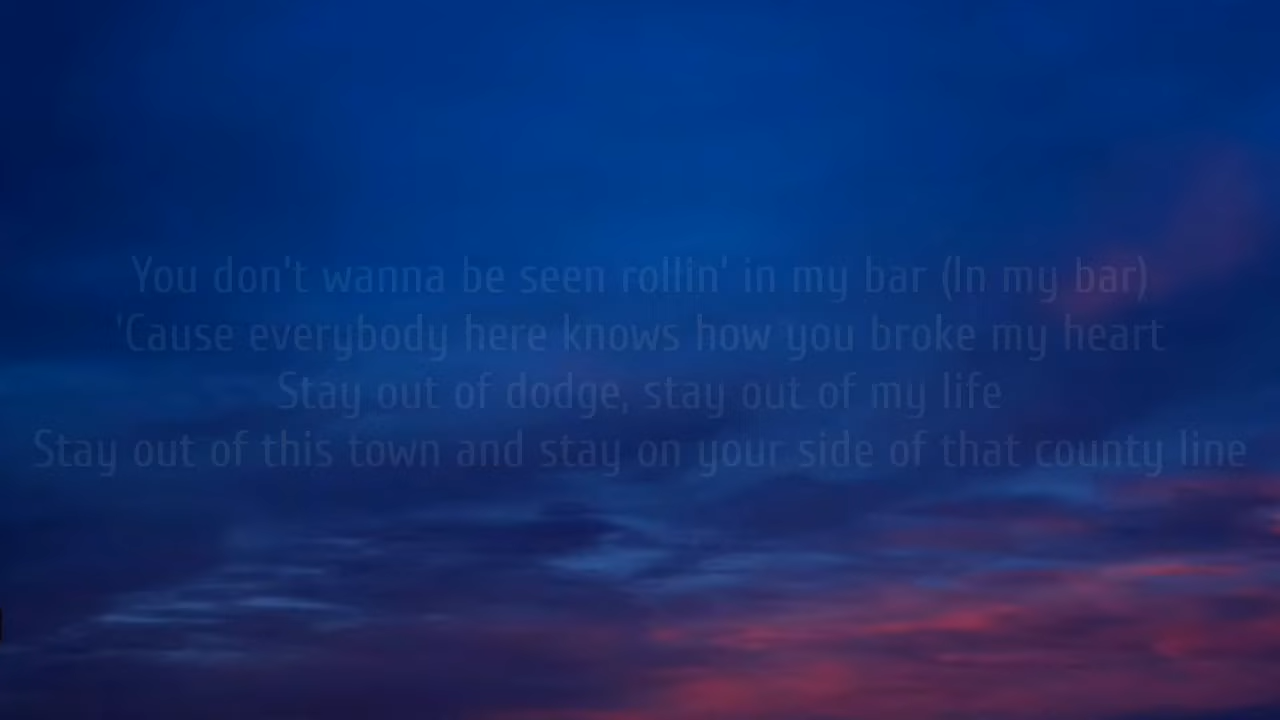 You don't wanna be seen rollin' in my bar (In my bar)
'Cause everybody here knows how you broke my heart
Stay out of dodge, stay out of my life
Stay out of this town and stay on your side of that county line